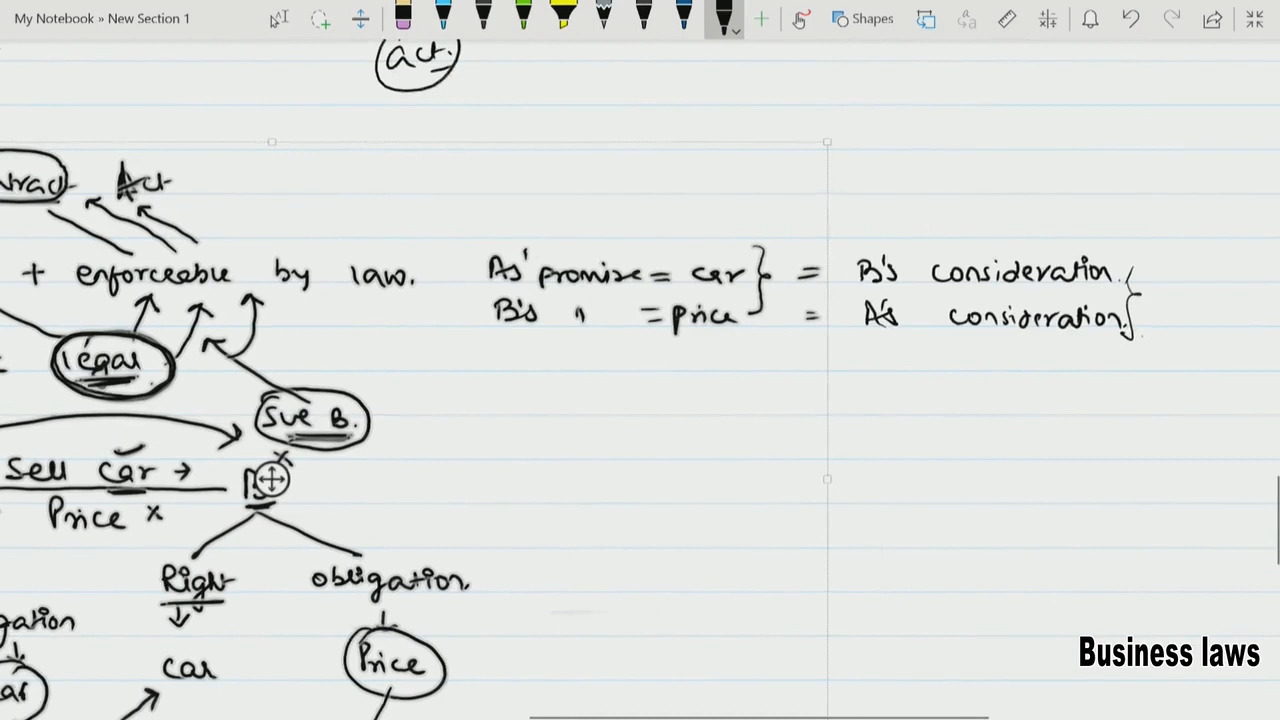 My Notebook » New Section 1
Shapes
act.
Act
+ enforceable by law.
As' promise = car } = B's consideration.
B's " = price = A's consideration.
legal
Sue B.
Sell car →
Price x
Right
obligation.
car
Price
Business laws